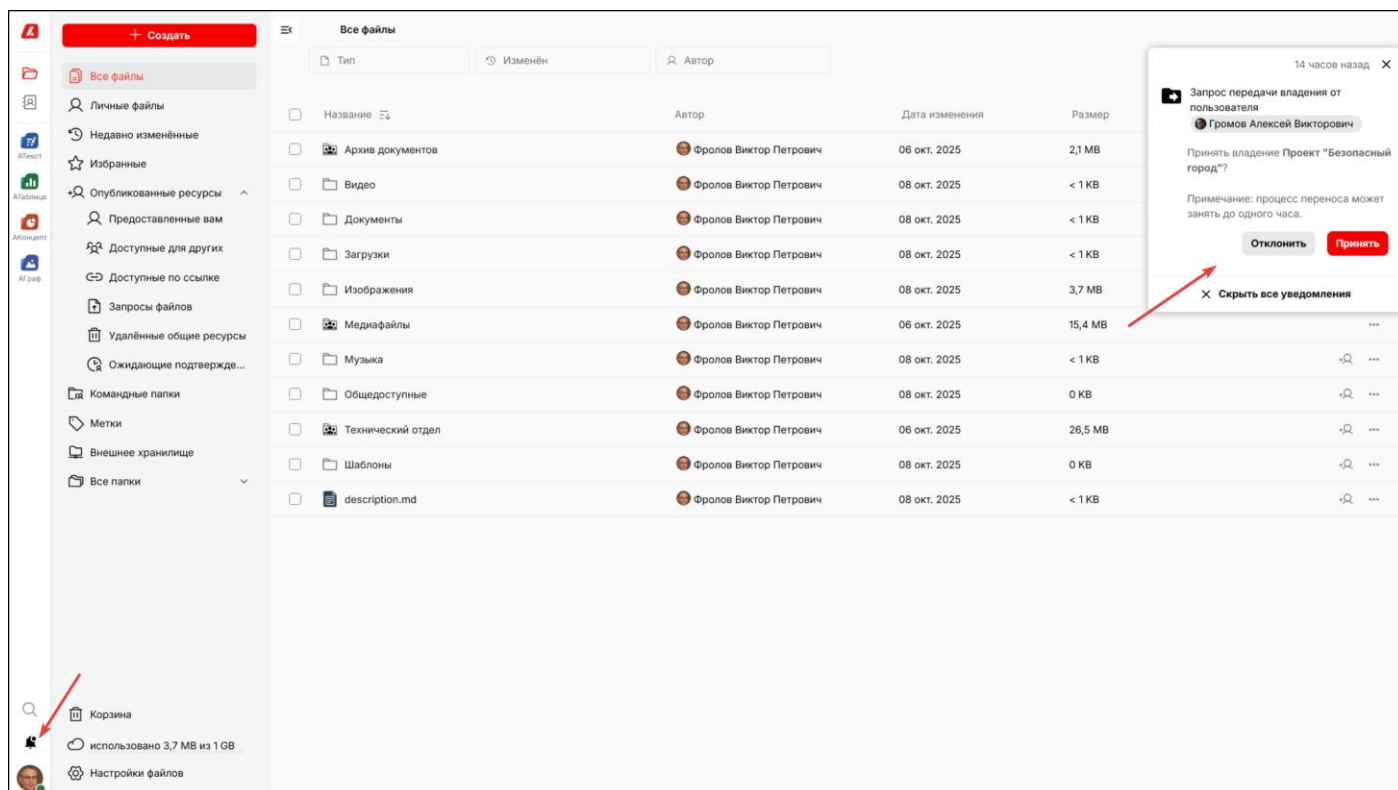 Создать
Все файлы
Личные файлы
Недавно изменённые
Избранные
Опубликованные ресурсы
Предоставленные вам
Доступные для других
Доступные по ссылке
Запросы файлов
Удалённые общие ресурсы
Ожидающие подтвержде...
Командные папки
Метки
Внешнее хранилище
Все папки
АТекст
АТаблица
АКонцепт
АГраф
Корзина
использовано 3,7 MB из 1 GB
Настройки файлов
Все файлы
Тип Изменён Автор
Название Автор Дата изменения Размер
Архив документов Фролов Виктор Петрович 06 окт. 2025 2,1 MB
Видео Фролов Виктор Петрович 08 окт. 2025 < 1 KB
Документы Фролов Виктор Петрович 08 окт. 2025 < 1 KB
Загрузки Фролов Виктор Петрович 08 окт. 2025 < 1 KB
Изображения Фролов Виктор Петрович 08 окт. 2025 3,7 MB
Медиафайлы Фролов Виктор Петрович 06 окт. 2025 15,4 MB
Музыка Фролов Виктор Петрович 08 окт. 2025 < 1 KB
Общедоступные Фролов Виктор Петрович 08 окт. 2025 0 KB
Технический отдел Фролов Виктор Петрович 06 окт. 2025 26,5 MB
Шаблоны Фролов Виктор Петрович 08 окт. 2025 0 KB
description.md Фролов Виктор Петрович 08 окт. 2025 < 1 KB
14 часов назад
Запрос передачи владения от
пользователя
Громов Алексей Викторович
Принять владение Проект "Безопасный
город"?
Примечание: процесс переноса может
занять до одного часа.
Отклонить Принять
Скрыть все уведомления